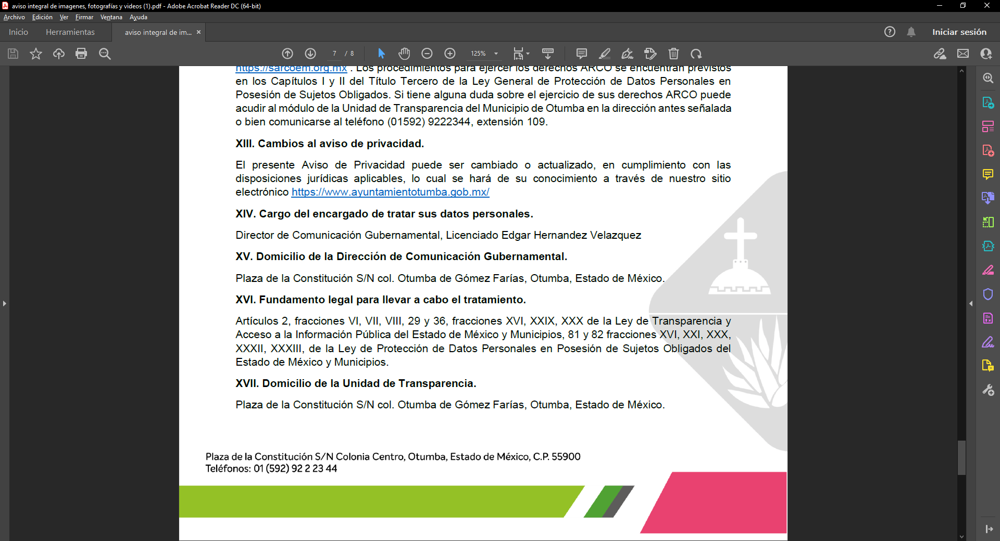 aviso integral de imagenes, fotografías y videos (1).pdf - Adobe Acrobat Reader DC (64-bit)
Archivo Edición Ver Firmar Ventana Ayuda
Inicio Herramientas aviso integral de im... × Iniciar sesión
7 / 8 125%
https://sarcoem.org.mx . Los procedimientos para ejercer los derechos ARCO se encuentran previstos
en los Capítulos I y II del Título Tercero de la Ley General de Protección de Datos Personales en
Posesión de Sujetos Obligados. Si tiene alguna duda sobre el ejercicio de sus derechos ARCO puede
acudir al módulo de la Unidad de Transparencia del Municipio de Otumba en la dirección antes señalada
o bien comunicarse al teléfono (01592) 9222344, extensión 109.
XIII. Cambios al aviso de privacidad.
El presente Aviso de Privacidad puede ser cambiado o actualizado, en cumplimiento con las
disposiciones jurídicas aplicables, lo cual se hará de su conocimiento a través de nuestro sitio
electrónico https://www.ayuntamientotumba.gob.mx/
XIV. Cargo del encargado de tratar sus datos personales.
Director de Comunicación Gubernamental, Licenciado Edgar Hernandez Velazquez
XV. Domicilio de la Dirección de Comunicación Gubernamental.
Plaza de la Constitución S/N col. Otumba de Gómez Farías, Otumba, Estado de México.
XVI. Fundamento legal para llevar a cabo el tratamiento.
Artículos 2, fracciones VI, VII, VIII, 29 y 36, fracciones XVI, XXIX, XXX de la Ley de Transparencia y
Acceso a la Información Pública del Estado de México y Municipios, 81 y 82 fracciones XVI, XXI, XXX,
XXXII, XXXIII, de la Ley de Protección de Datos Personales en Posesión de Sujetos Obligados del
Estado de México y Municipios.
XVII. Domicilio de la Unidad de Transparencia.
Plaza de la Constitución S/N col. Otumba de Gómez Farías, Otumba, Estado de México.
Plaza de la Constitución S/N Colonia Centro, Otumba, Estado de México, C.P. 55900
Teléfonos: 01 (592) 92 2 23 44